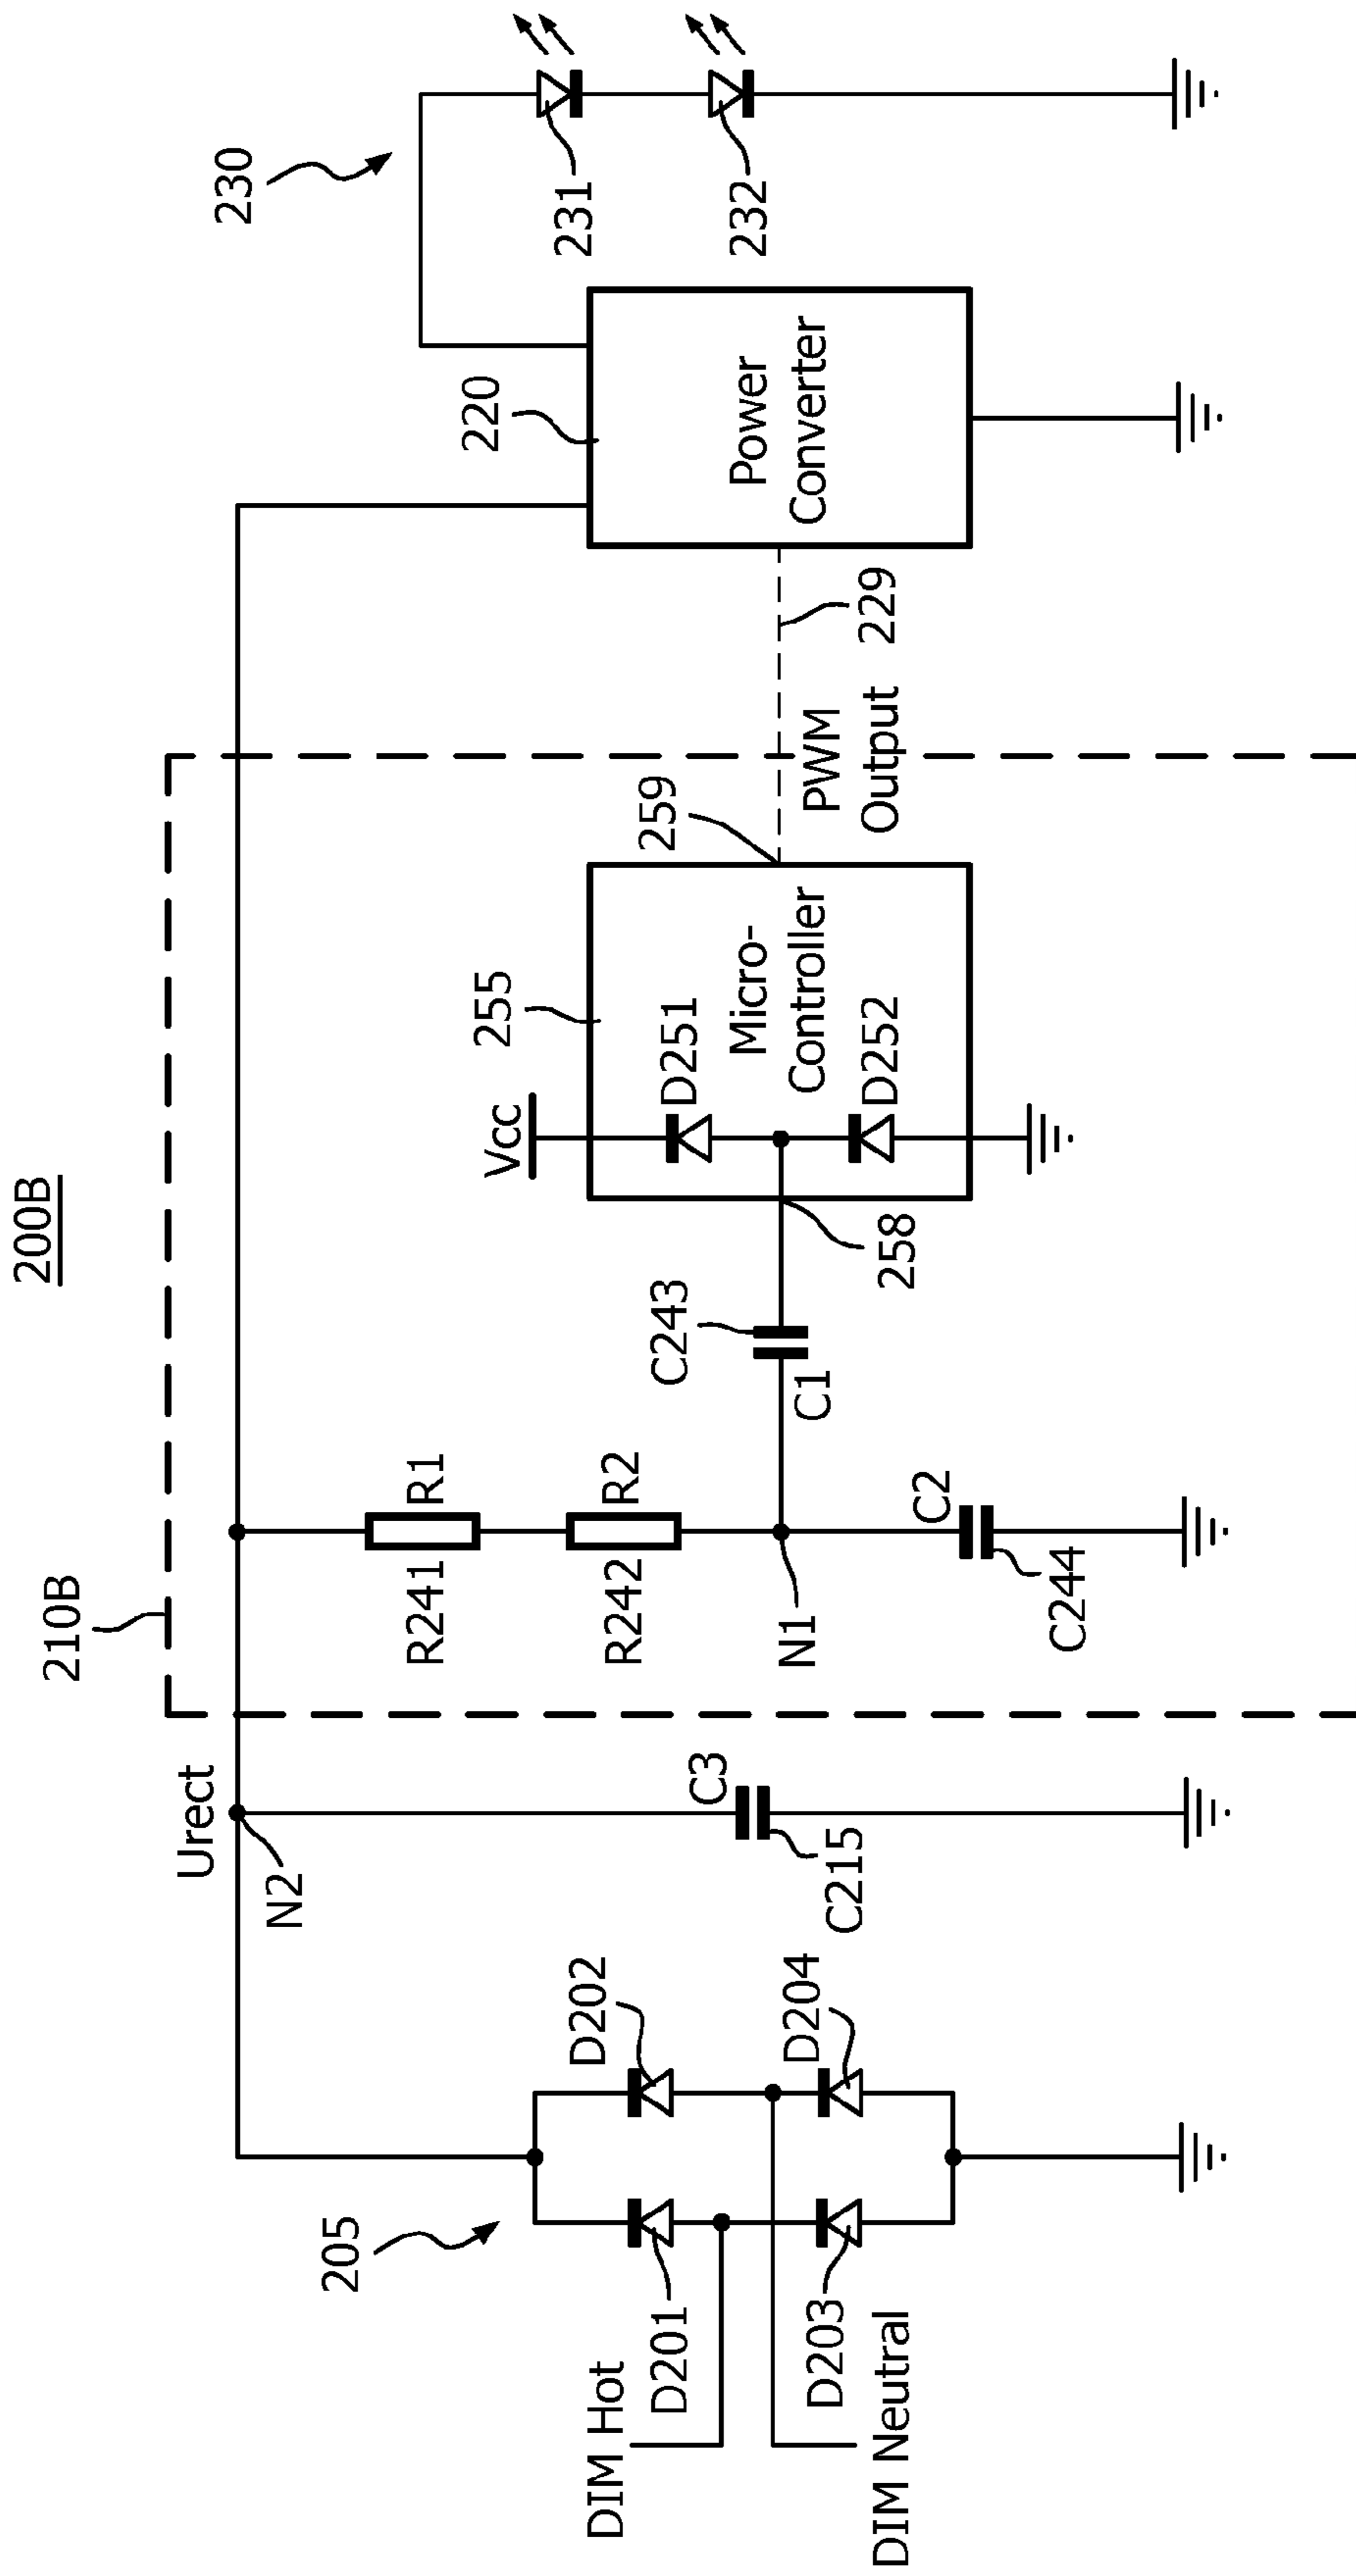 200B
210B
Urect
N2
205
DIM Hot
D201
D202
D203
D204
DIM Neutral
C3
C215
R241
R1
R242
R2
N1
C2
C244
C243
C1
258
Vcc
255
D251
D252
Micro-
Controller
259
PWM
Output
229
220
Power
Converter
230
231
232